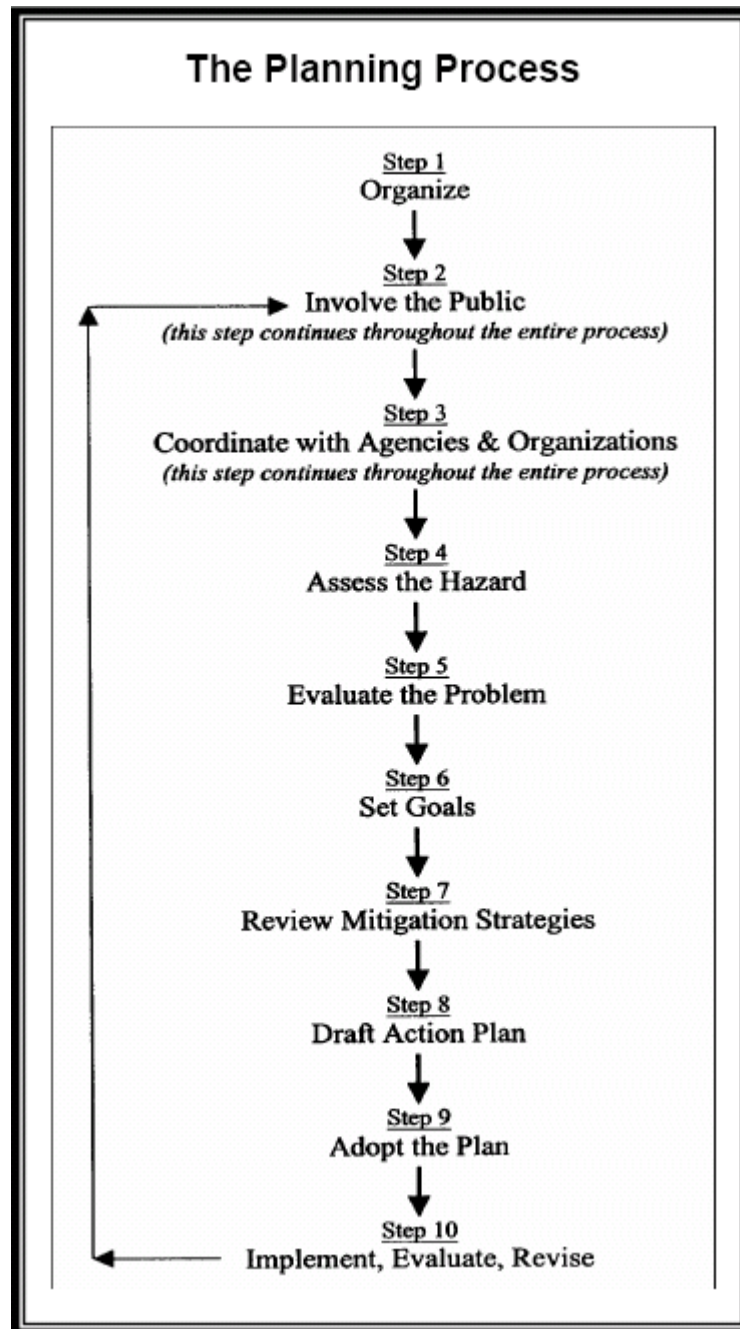 The Planning Process
Step 1
Organize
Step 2
Involve the Public
(this step continues throughout the entire process)
Step 3
Coordinate with Agencies & Organizations
(this step continues throughout the entire process)
Step 4
Assess the Hazard
Step 5
Evaluate the Problem
Step 6
Set Goals
Step 7
Review Mitigation Strategies
Step 8
Draft Action Plan
Step 9
Adopt the Plan
Step 10
Implement, Evaluate, Revise